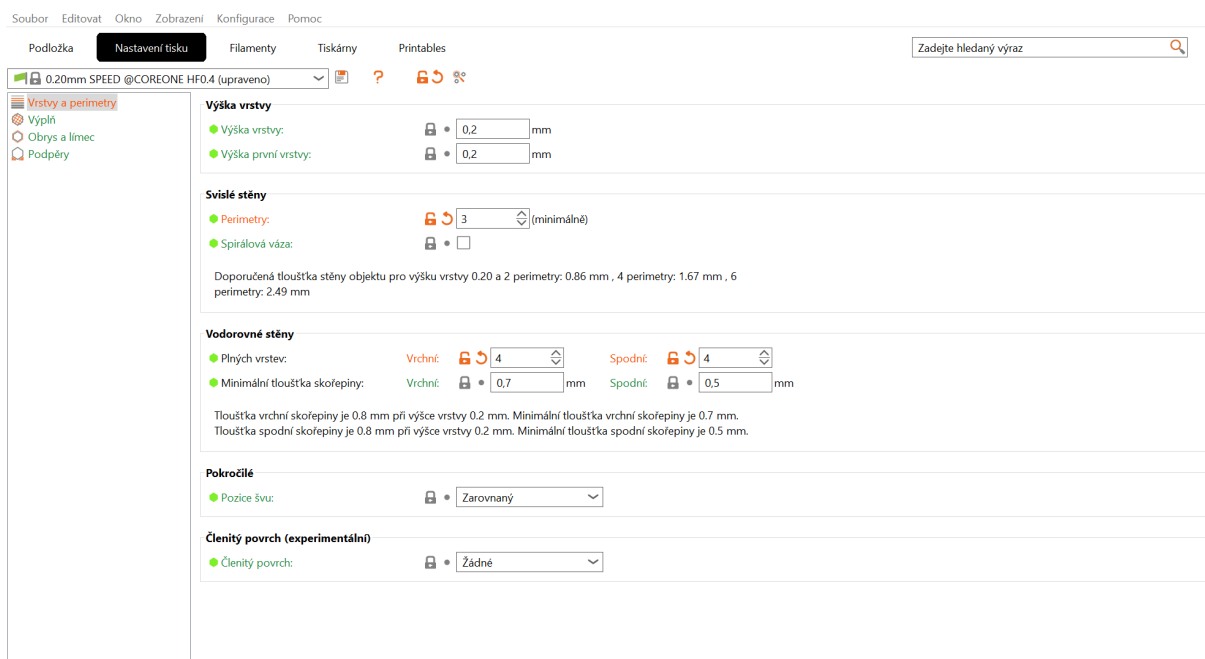 Soubor Editovat Okno Zobrazení Konfigurace Pomoc
Podložka Nastavení tisku Filamenty Tiskárny Printables Zadejte hledaný výraz
0.20mm SPEED @COREONE HF0.4 (upraveno) ?
Vrstvy a perimetry
Výplň
Obrys a límec
Podpěry
Výška vrstvy
Výška vrstvy: 0,2 mm
Výška první vrstvy: 0,2 mm
Svislé stěny
Perimetry: 3 (minimálně)
Spirálová váza:
Doporučená tloušťka stěny objektu pro výšku vrstvy 0.20 a 2 perimetry: 0.86 mm , 4 perimetry: 1.67 mm , 6
perimetry: 2.49 mm
Vodorovné stěny
Plných vrstev: Vrchní: 4 Spodní: 4
Minimální tloušťka skořepiny: Vrchní: 0,7 mm Spodní: 0,5 mm
Tloušťka vrchní skořepiny je 0.8 mm při výšce vrstvy 0.2 mm. Minimální tloušťka vrchní skořepiny je 0.7 mm.
Tloušťka spodní skořepiny je 0.8 mm při výšce vrstvy 0.2 mm. Minimální tloušťka spodní skořepiny je 0.5 mm.
Pokročilé
Pozice švu: Zarovnaný
Členitý povrch (experimentální)
Členitý povrch: Žádné